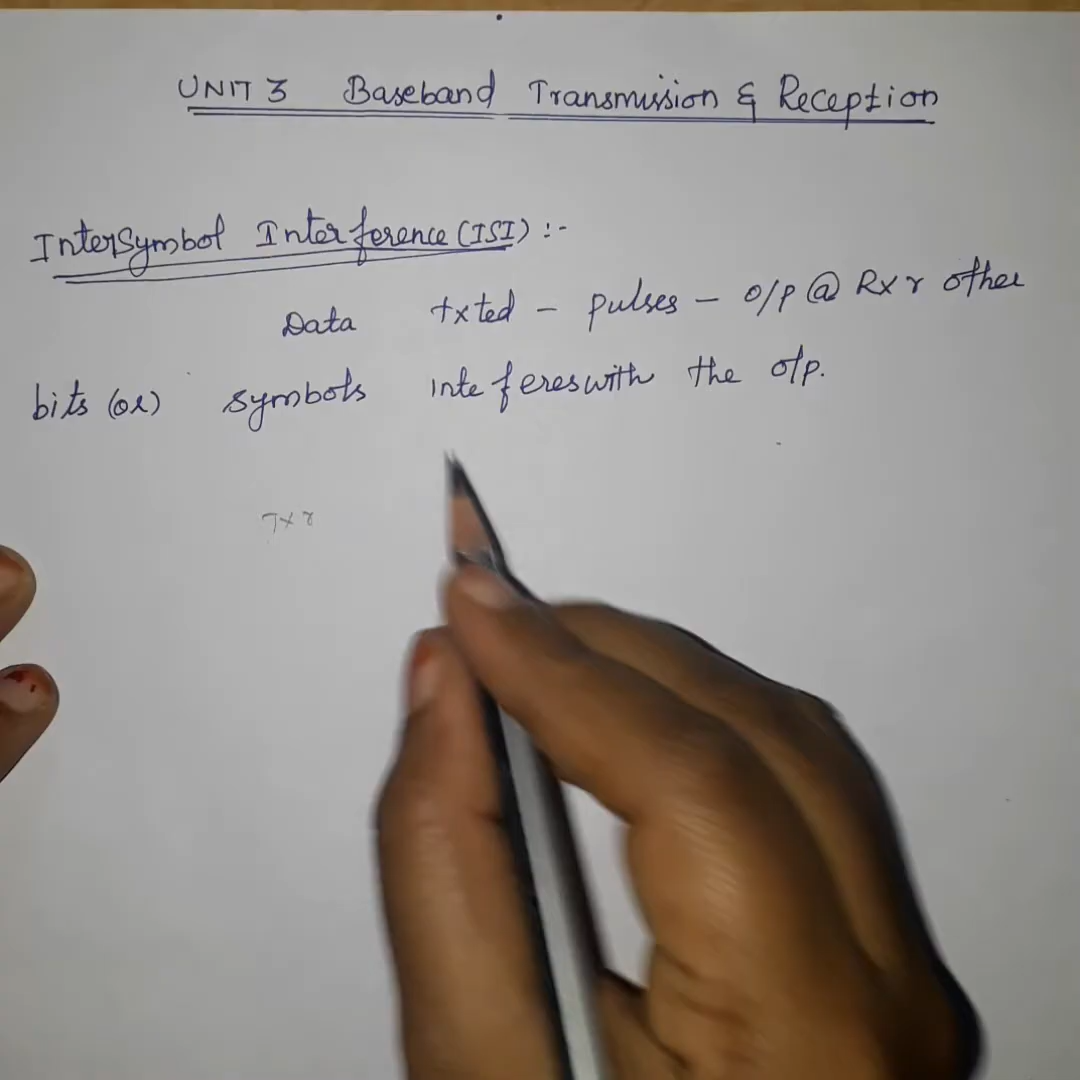 UNIT 3 Baseband Transmission & Reception
InterSymbol Interference (ISI) :-
Data txted - pulses - o/p @ Rxr other
bits (or) symbols inteferes with the o/p.
Txr